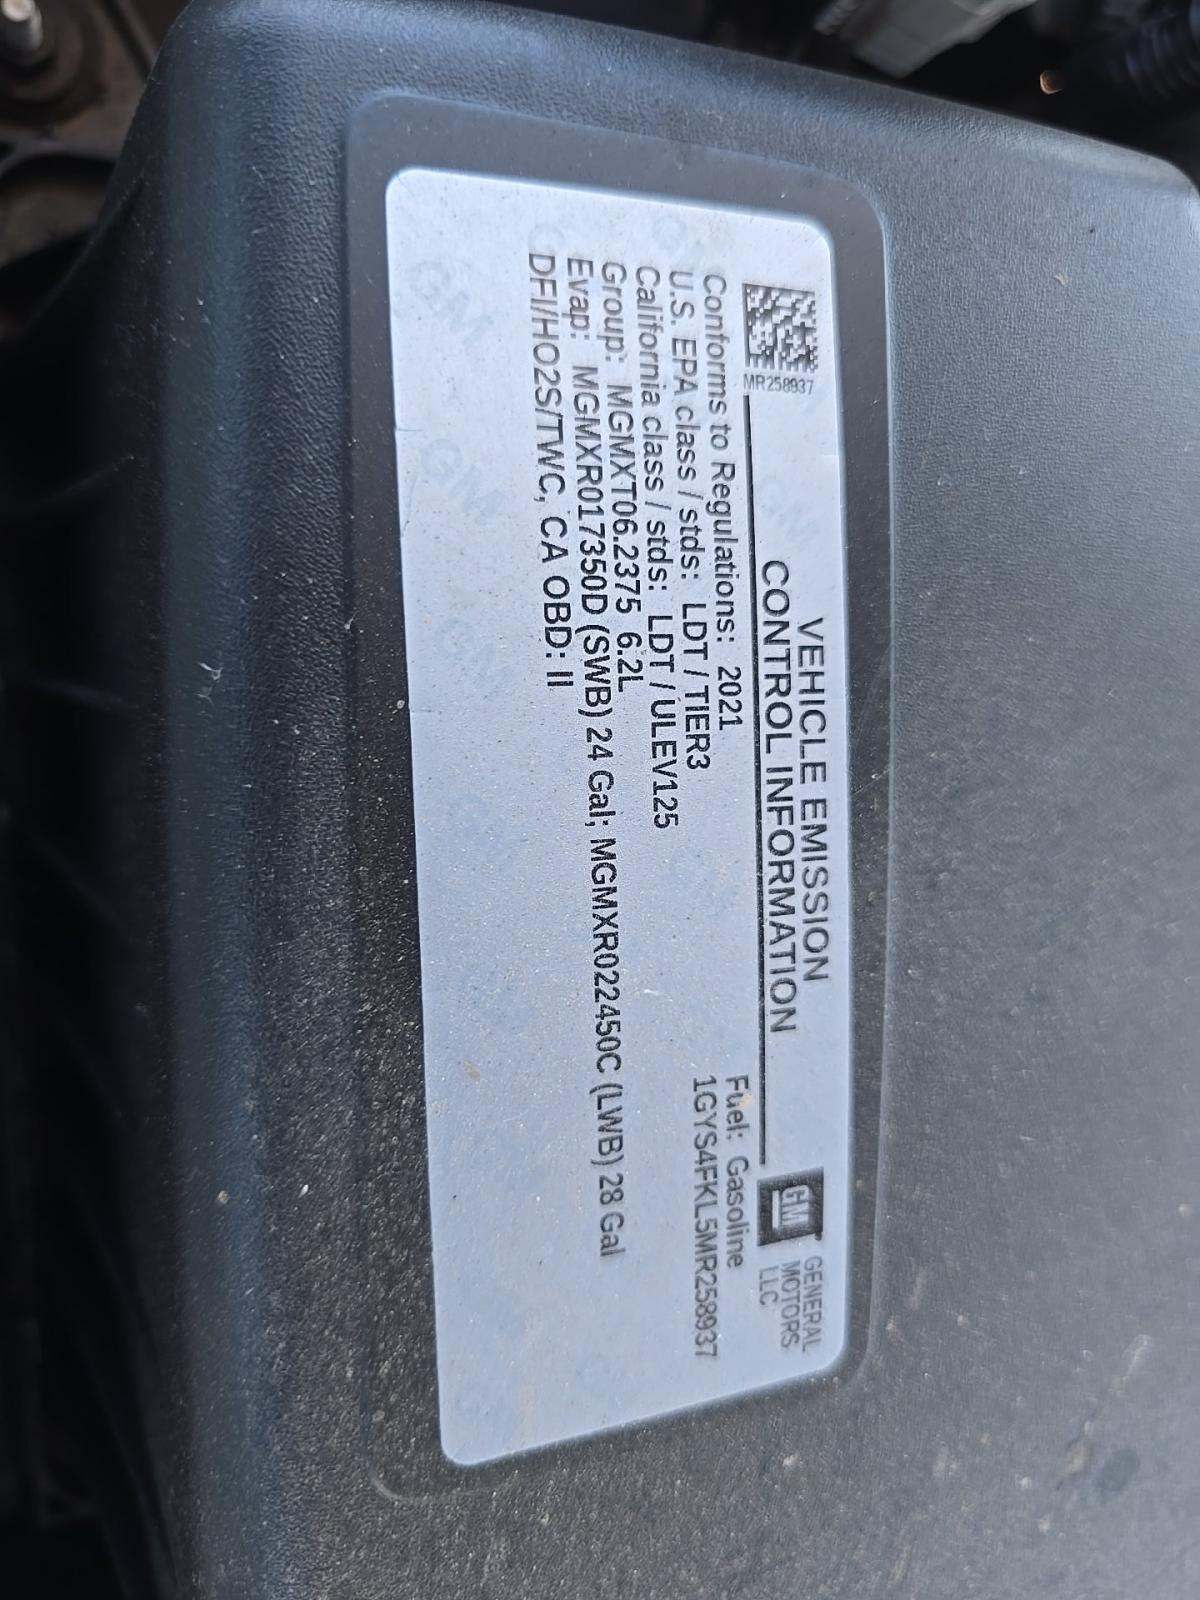 MR258937
VEHICLE EMISSION
CONTROL INFORMATION
GM
GENERAL
MOTORS
LLC
Conforms to Regulations: 2021
Fuel: Gasoline
U.S. EPA class / stds: LDT / TIER3
1GYS4FKL5MR258937
California class / stds: LDT / ULEV125
Group: MGMXT06.2375 6.2L
Evap: MGMXR017350D (SWB) 24 Gal; MGMXR022450C (LWB) 28 Gal
DFI/HO2S/TWC, CA OBD: II